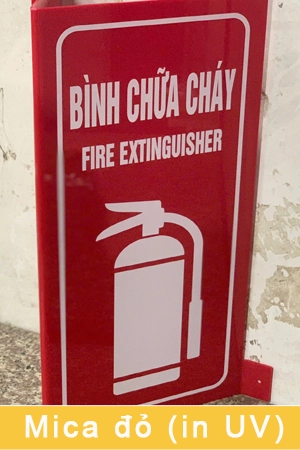 BÌNH CHỮA CHÁY
FIRE EXTINGUISHER
Mica đỏ (in UV)